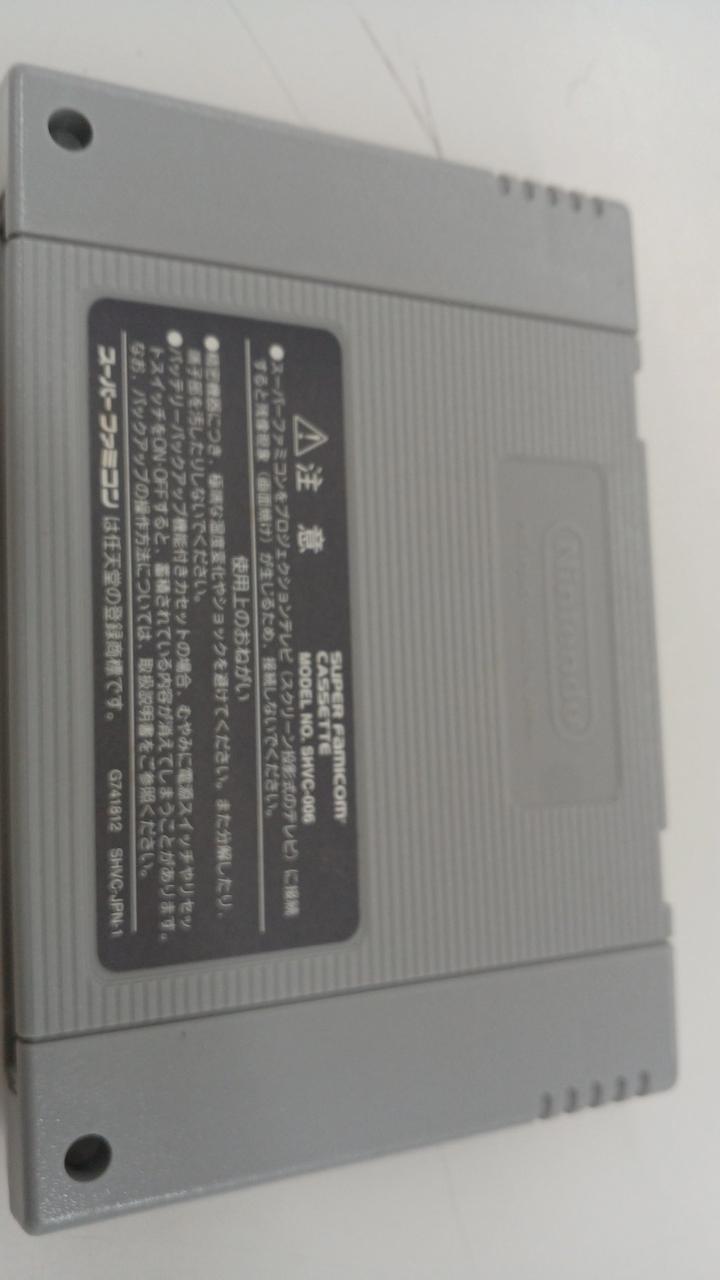 Nintendo
SUPER FAMICOM
CASSETTE
MODEL NO. SHVC-006
⚠注 意
●スーパーファミコンをプロジェクションテレビ（スクリーン投影式のテレビ）に接続
すると残像現象（画面焼け）が生じるため、接続しないでください。
使用上のおねがい
●精密機器につき、極端な温度変化やショックを避けてください。また分解したり、
端子部を汚したりしないでください。
●バッテリーバックアップ機能付きカセットの場合、むやみに電源スイッチやリセッ
トスイッチをON・OFFすると、蓄積されている内容が消えてしまうことがあります。
なお、バックアップの操作方法については、取扱説明書をご参照ください。
スーパーファミコン は任天堂の登録商標です。 G741812 SHVC-JPN-1